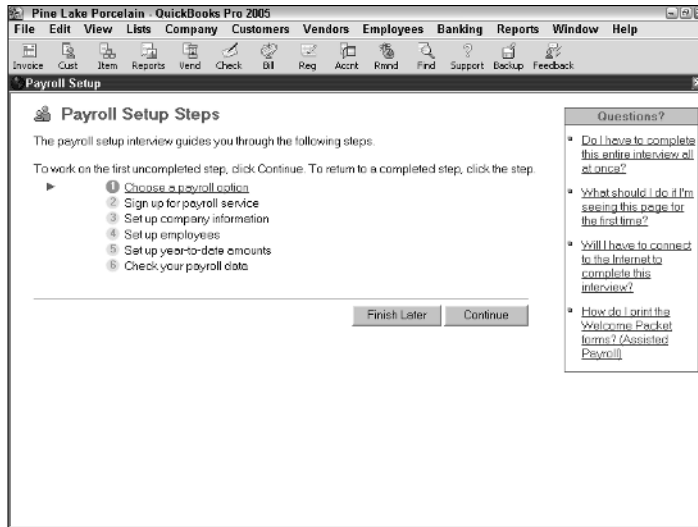 Pine Lake Porcelain - QuickBooks Pro 2005
File Edit View Lists Company Customers Vendors Employees Banking Reports Window Help
Invoice Cust Item Reports Vend Check Bill Reg Accnt Rmnd Find Support Backup Feedback
Payroll Setup
Payroll Setup Steps
The payroll setup interview guides you through the following steps.
To work on the first uncompleted step, click Continue. To return to a completed step, click the step.
1 Choose a payroll option
2 Sign up for payroll service
3 Set up company information
4 Set up employees
5 Set up year-to-date amounts
6 Check your payroll data
Finish Later Continue
Questions?
Do I have to complete
this entire interview all
at once?
What should I do if I'm
seeing this page for
the first time?
Will I have to connect
to the Internet to
complete this
interview?
How do I print the
Welcome Packet
forms? (Assisted
Payroll)